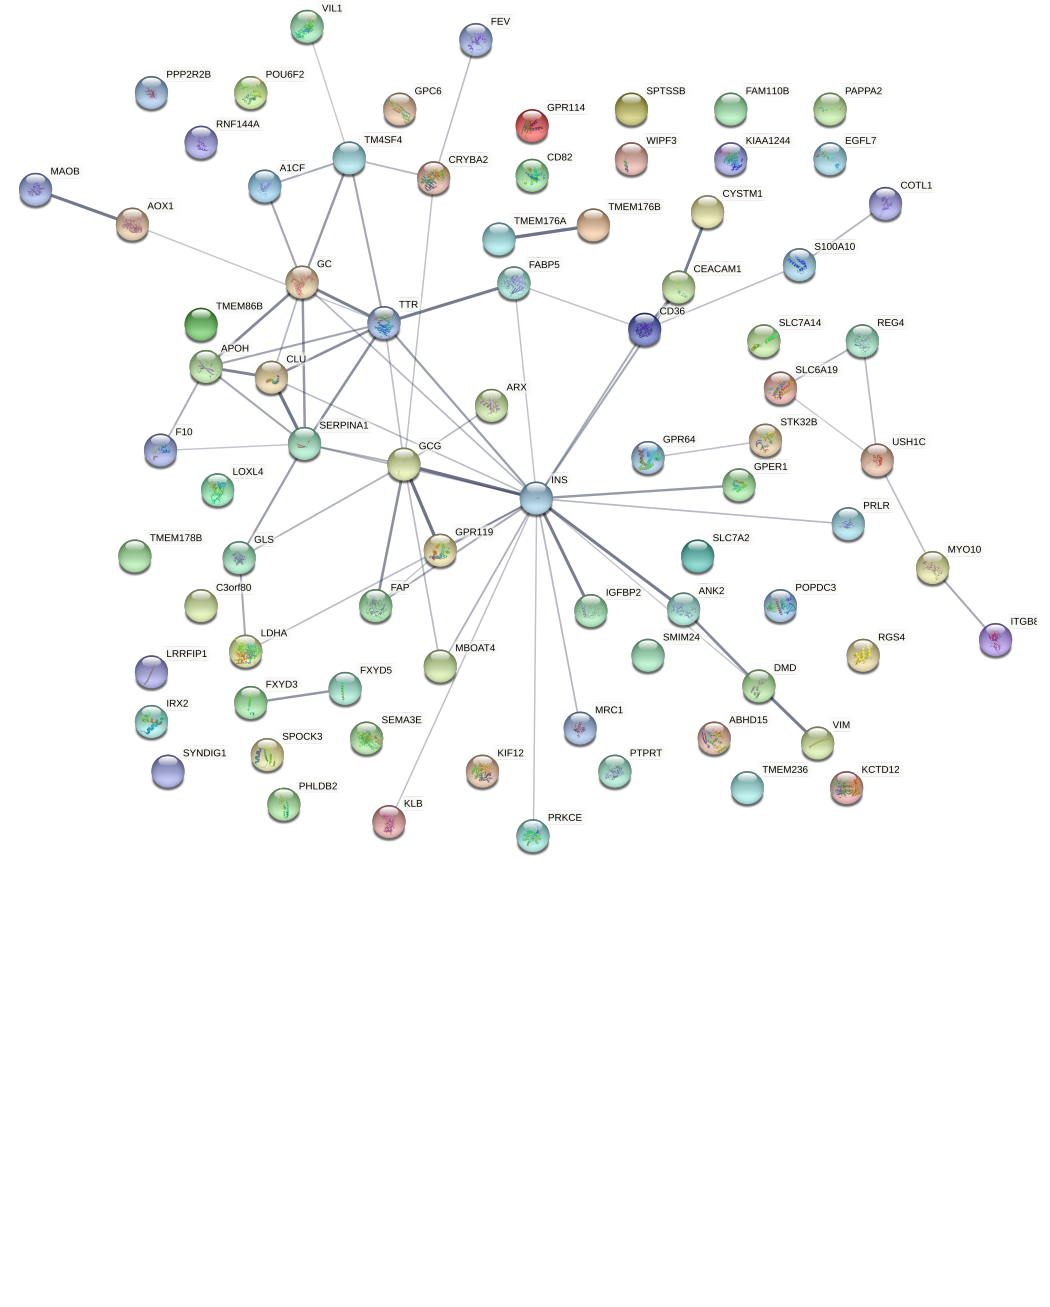 VIL1
FEV
PPP2R2B
POU6F2
GPC6
SPTSSB
FAM110B
PAPPA2
GPR114
RNF144A
TM4SF4
WIPF3
KIAA1244
EGFL7
CRYBA2
CD82
A1CF
MAOB
COTL1
CYSTM1
AOX1
TMEM176B
TMEM176A
S100A10
GC
FABP5
CEACAM1
TTR
CD36
TMEM86B
SLC7A14
REG4
APOH
CLU
SLC6A19
ARX
SERPINA1
STK32B
F10
GCG
GPR64
USH1C
LOXL4
INS
GPER1
PRLR
TMEM178B
GLS
GPR119
SLC7A2
MYO10
C3orf80
FAP
IGFBP2
ANK2
POPDC3
ITGB8
LDHA
MBOAT4
SMIM24
RGS4
LRRFIP1
DMD
FXYD3
FXYD5
IRX2
MRC1
ABHD15
VIM
SEMA3E
SPOCK3
SYNDIG1
KIF12
PTPRT
TMEM236
KCTD12
PHLDB2
KLB
PRKCE